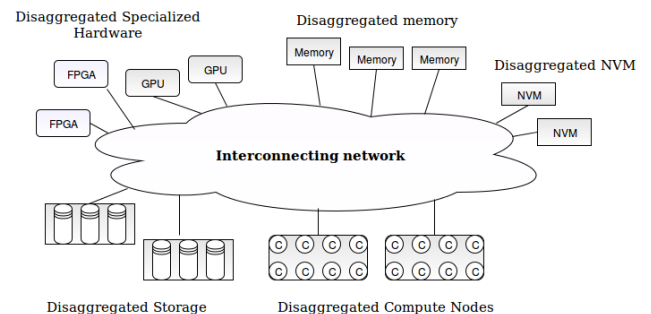 Disaggregated Specialized
Hardware
Disaggregated memory
Disaggregated NVM
FPGA
GPU
GPU
Memory
Memory
Memory
NVM
FPGA
NVM
Interconnecting network
C C C C
C C C C
C C C C
C C C C
Disaggregated Storage
Disaggregated Compute Nodes